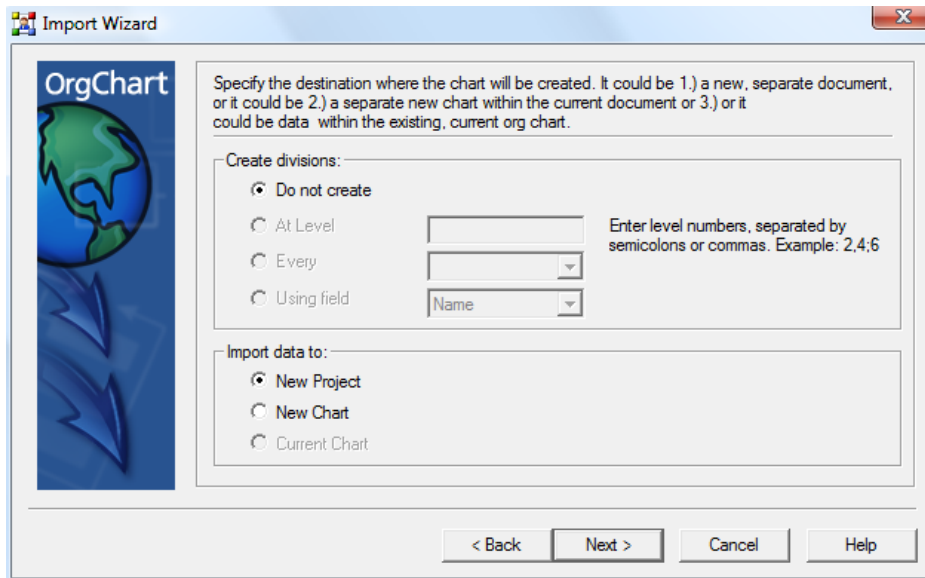 Import Wizard
OrgChart
Specify the destination where the chart will be created. It could be 1.) a new, separate document,
or it could be 2.) a separate new chart within the current document or 3.) or it
could be data within the existing, current org chart.
Create divisions:
Do not create
At Level
Enter level numbers, separated by
semicolons or commas. Example: 2,4;6
Every
Using field
Name
Import data to:
New Project
New Chart
Current Chart
< Back
Next >
Cancel
Help